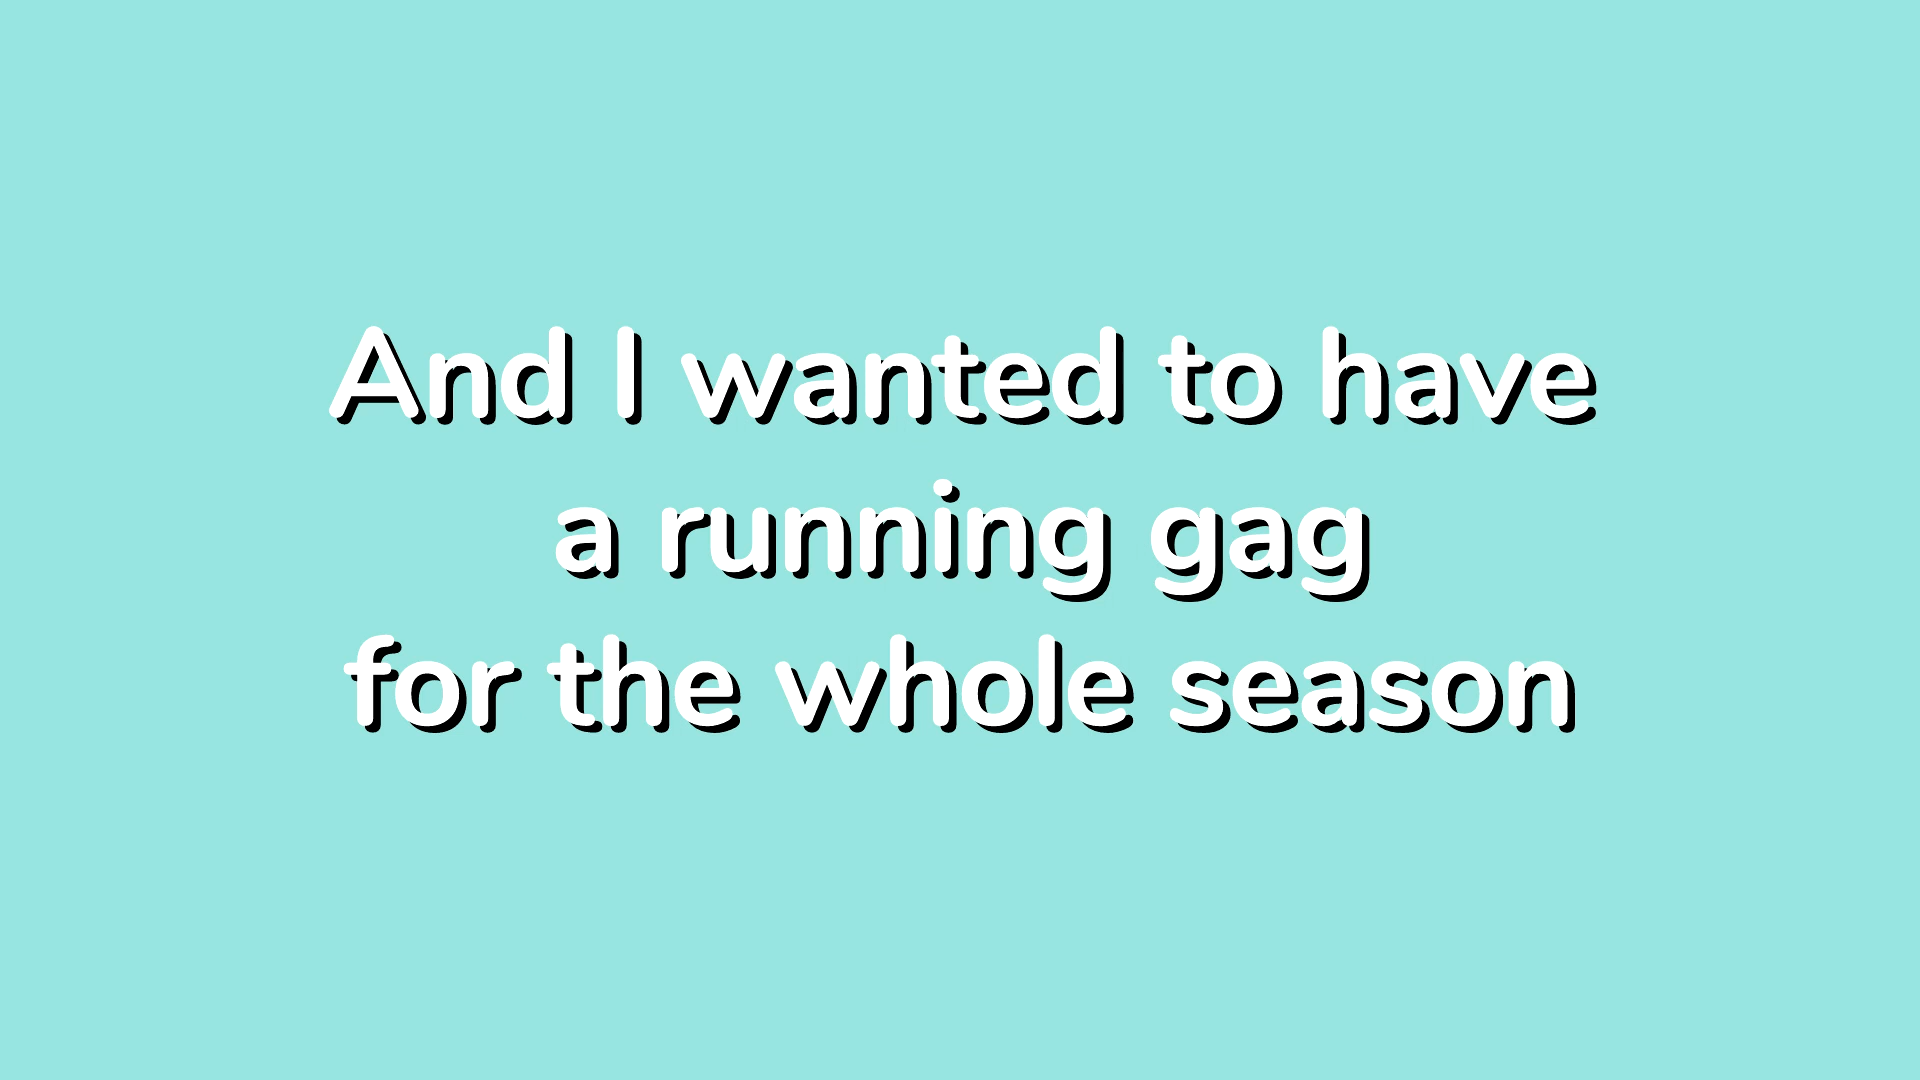 And I wanted to have
a running gag
for the whole season